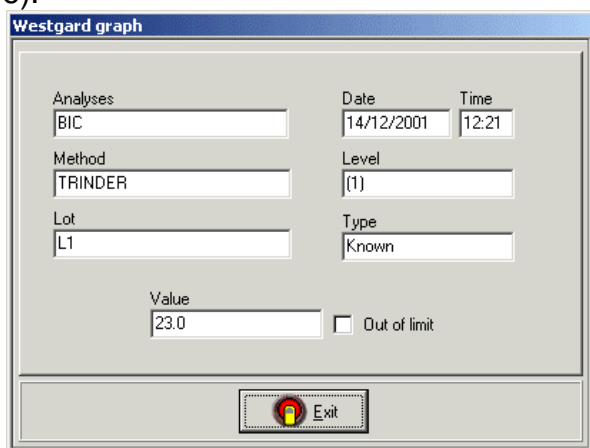 Westgard graph
Analyses Date Time
BIC 14/12/2001 12:21
Method Level
TRINDER (1)
Lot Type
L1 Known
Value
23.0 Out of limit
Exit